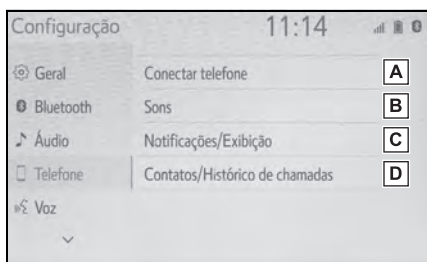 Configuração 11:14
Geral Conectar telefone A
Bluetooth Sons B
Áudio Notificações/Exibição C
Telefone Contatos/Histórico de chamadas D
Voz